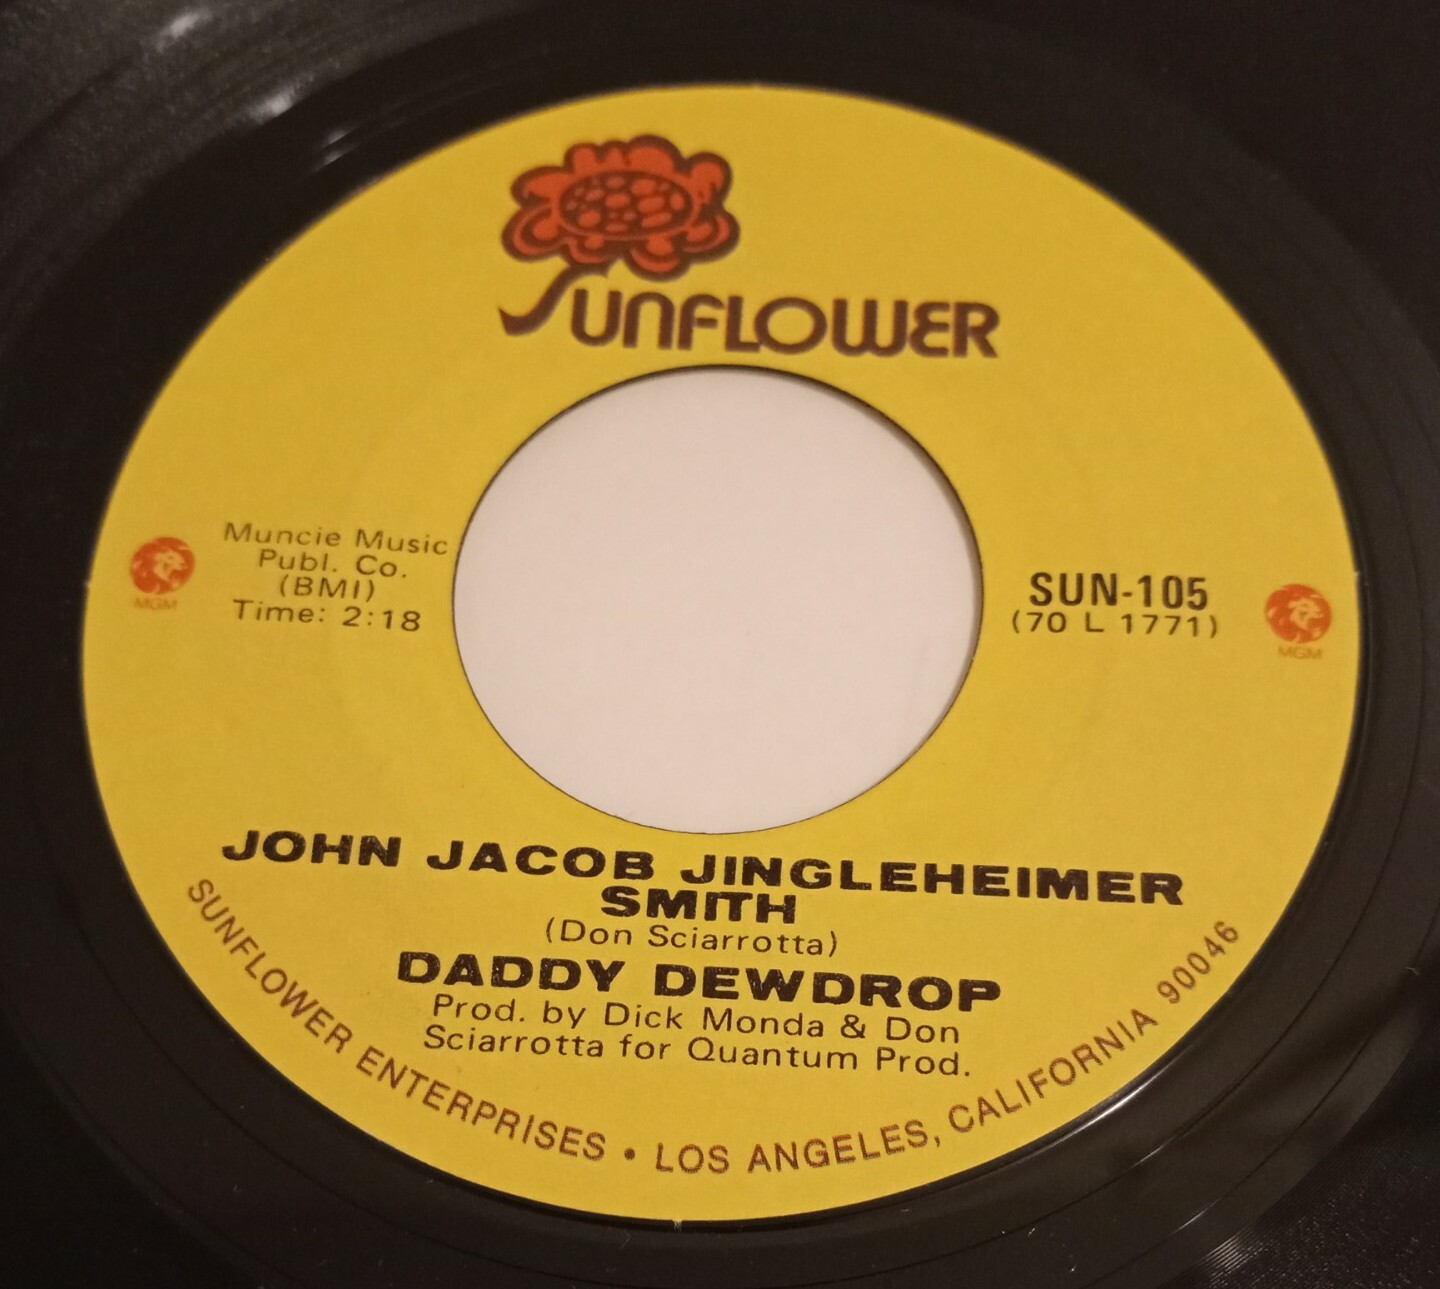 SUNFLOWER
Muncie Music
Publ. Co.
(BMI)
Time: 2:18
MGM
SUN-105
(70 L 1771)
MGM
JOHN JACOB JINGLEHEIMER
SMITH
(Don Sciarrotta)
DADDY DEWDROP
Prod. by Dick Monda & Don
Sciarrotta for Quantum Prod.
SUNFLOWER ENTERPRISES • LOS ANGELES, CALIFORNIA 90046